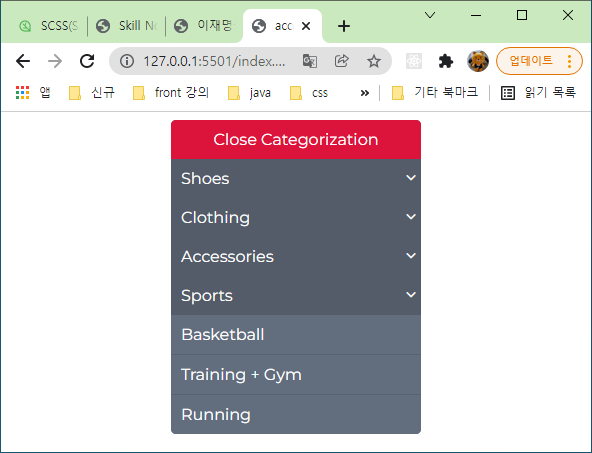 SCSS(S
Skill No
이재명
acc
127.0.0.1:5501/index....
업데이트
앱 신규 front 강의 java css » 기타 북마크 읽기 목록
Close Categorization
Shoes
Clothing
Accessories
Sports
Basketball
Training + Gym
Running